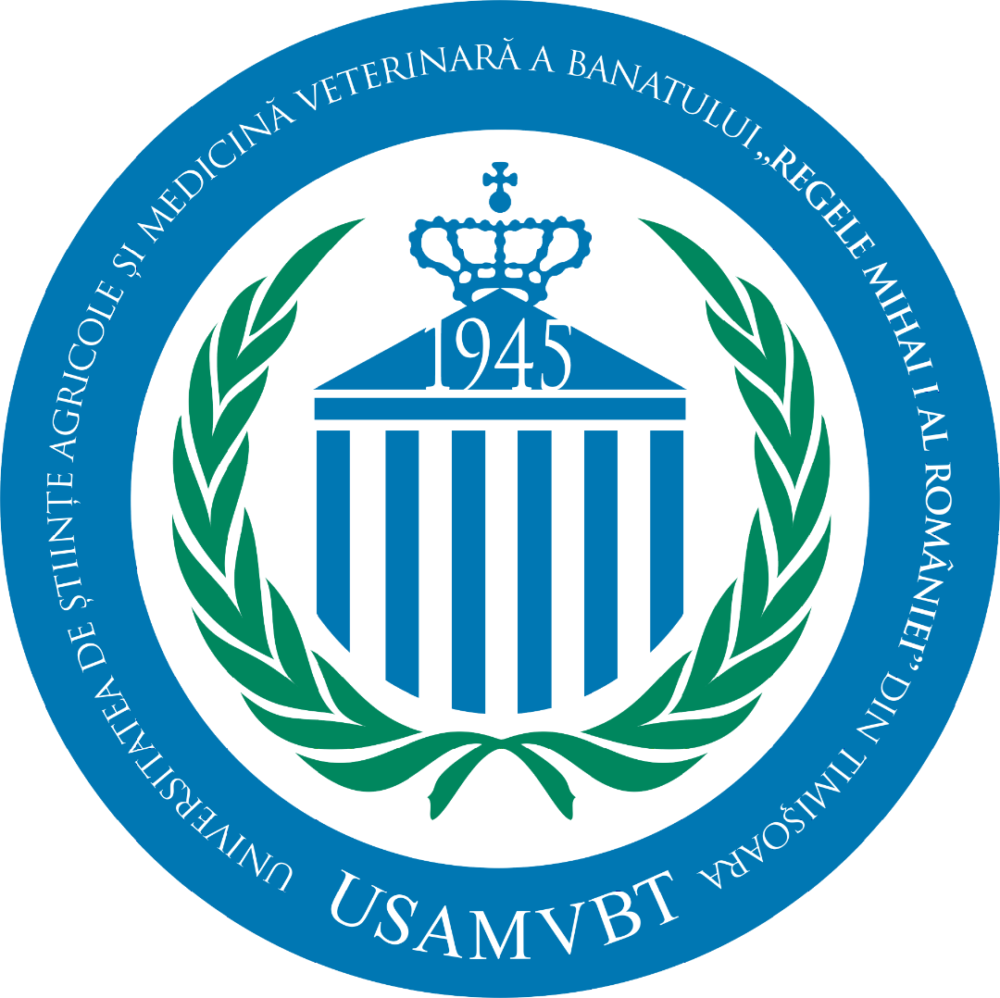 UNIVERSITATEA DE ȘTIINȚE AGRICOLE ȘI MEDICINĂ VETERINARĂ A BANATULUI „REGELE MIHAI I AL ROMÂNIEI“ DIN TIMIȘOARA
1945
USAMVBT